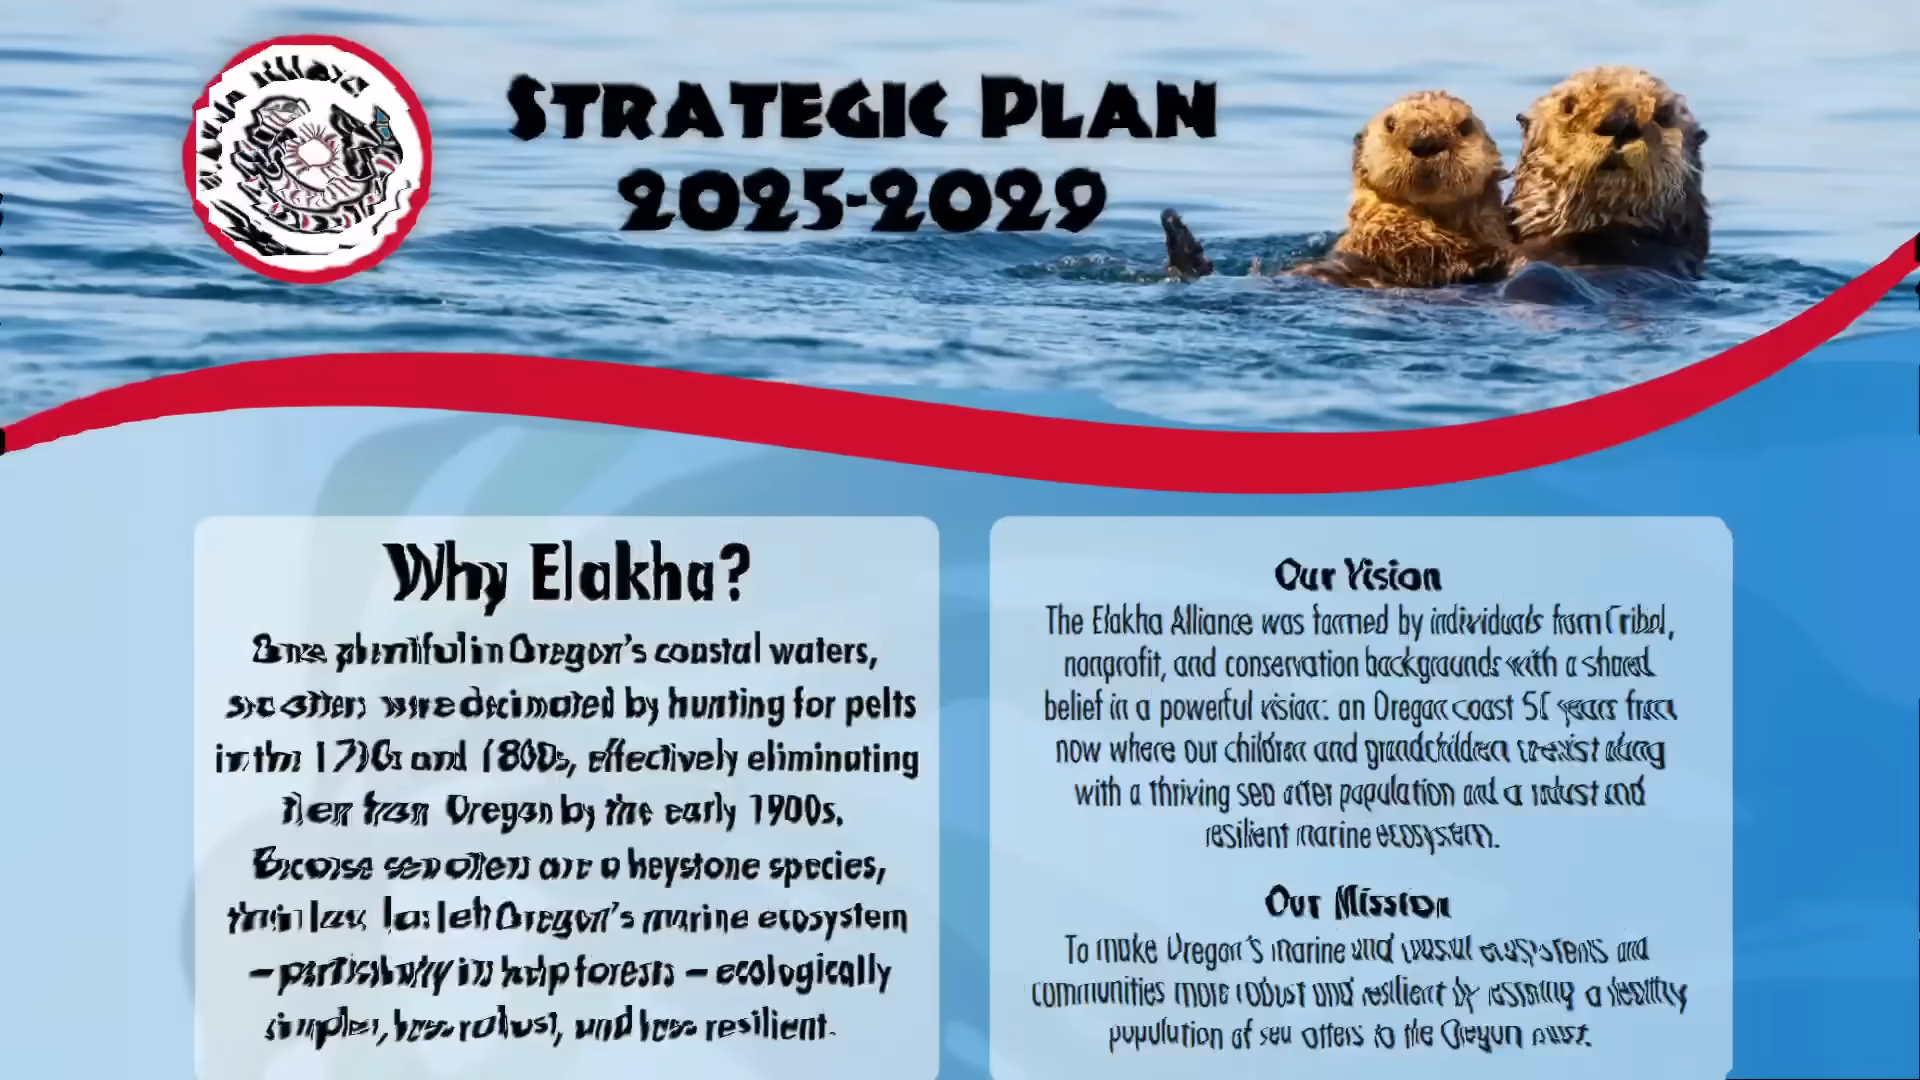 STRATEGIC PLAN
2025-2029
Why Elakha?
Once plentiful in Oregon's coastal waters,
sea otters were decimated by hunting for pelts
in the 1700s and 1800s, effectively eliminating
them from Oregon by the early 1900s.
Because sea otters are a keystone species,
their loss has left Oregon's marine ecosystem
– particularly its kelp forests – ecologically
simpler, less robust, and less resilient.
Our Vision
The Elakha Alliance was formed by individuals from Tribal,
nonprofit, and conservation backgrounds with a shared
belief in a powerful vision: an Oregon coast 50 years from
now where our children and grandchildren coexist along
with a thriving sea otter population and a robust and
resilient marine ecosystem.
Our Mission
To make Oregon's marine and coastal ecosystems and
communities more robust and resilient by restoring a healthy
population of sea otters to the Oregon coast.